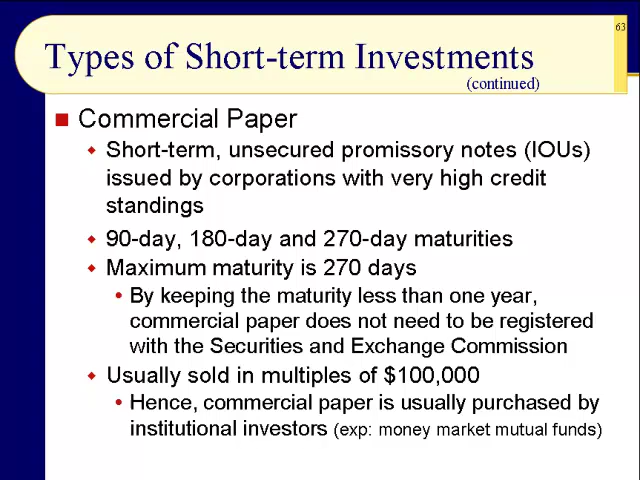 63
Types of Short-term Investments
(continued)
Commercial Paper
Short-term, unsecured promissory notes (IOUs)
issued by corporations with very high credit
standings
90-day, 180-day and 270-day maturities
Maximum maturity is 270 days
By keeping the maturity less than one year,
commercial paper does not need to be registered
with the Securities and Exchange Commission
Usually sold in multiples of $100,000
Hence, commercial paper is usually purchased by
institutional investors (exp: money market mutual funds)